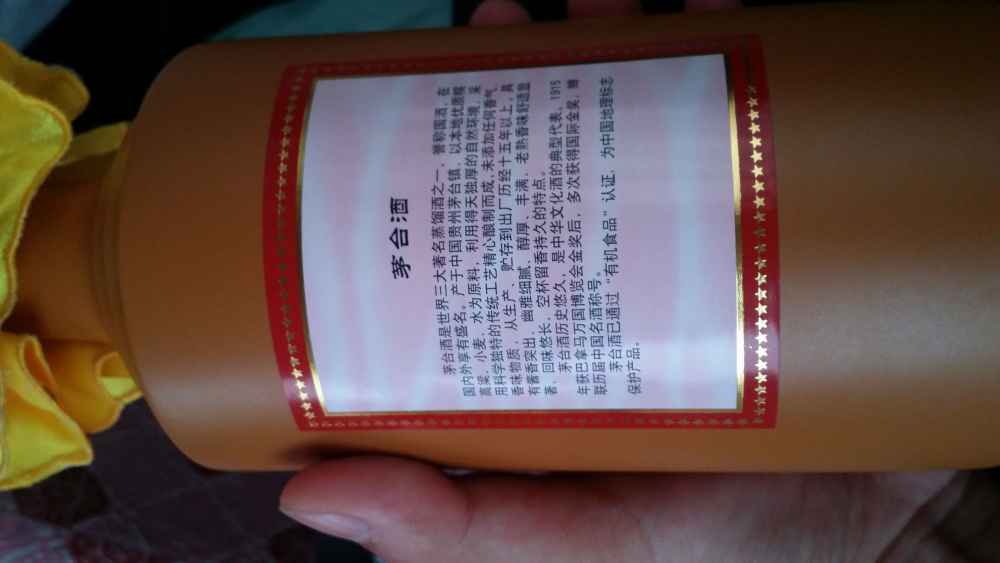 茅台酒
茅台酒是世界三大著名蒸馏酒之一，誉称国酒，在
国内外享有盛名。产于中国贵州茅台镇，以本地优质糯
高粱、小麦、水为原料，利用得天独厚的自然环境，采
用科学独特的传统工艺精心酿制而成，未添加任何香气、
香味物质，从生产、贮存到出厂历经十五年以上，具
有酱香突出、幽雅细腻、醇厚、丰满、老熟香味舒适显
著、回味悠长，空杯留香持久的特点。
茅台酒历史悠久，是中华文化酒的典型代表，1915
年获巴拿马万国博览会金奖后，多次获得国际金奖，蝉
联历届中国名酒称号。
茅台酒已通过“有机食品”认证，为中国地理标志
保护产品。